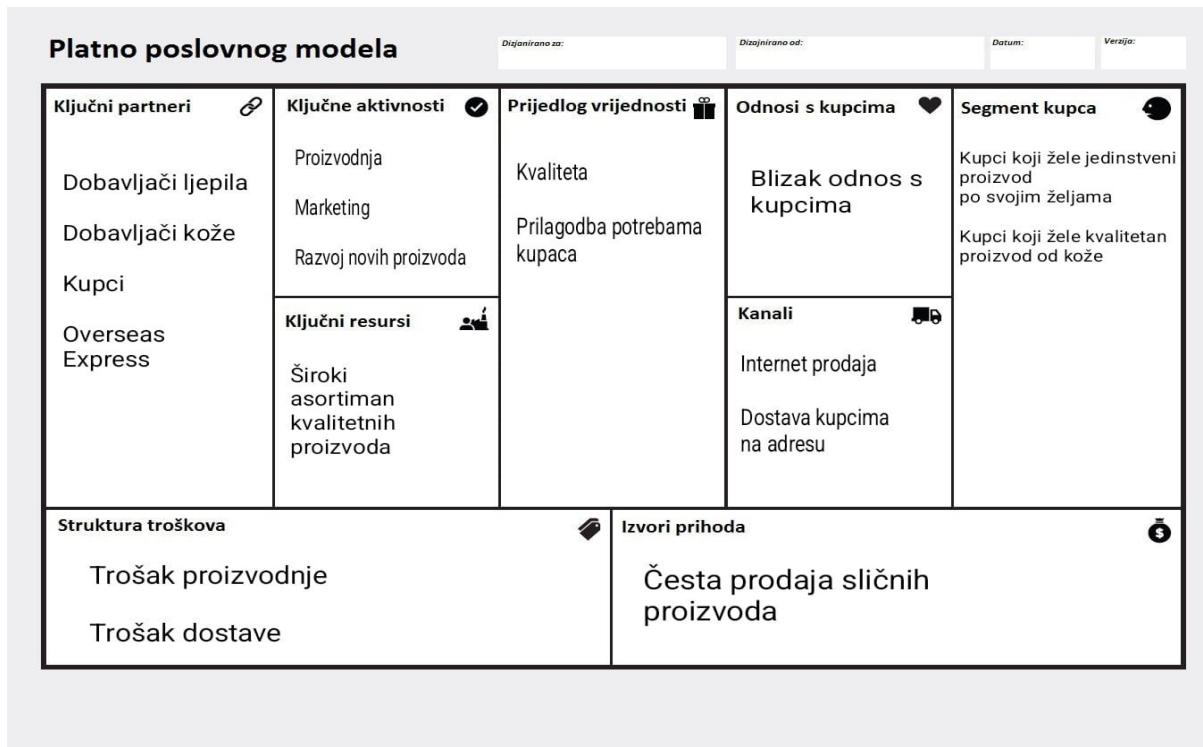 Platno poslovnog modela
Dizjanirano za:
Dizajnirano od:
Datum:
Verzija:
Ključni partneri
Dobavljači ljepila
Dobavljači kože
Kupci
Overseas
Express
Ključne aktivnosti
Proizvodnja
Marketing
Razvoj novih proizvoda
Ključni resursi
Široki
asortiman
kvalitetnih
proizvoda
Prijedlog vrijednosti
Kvaliteta
Prilagodba potrebama
kupaca
Odnosi s kupcima
Blizak odnos s
kupcima
Kanali
Internet prodaja
Dostava kupcima
na adresu
Segment kupca
Kupci koji žele jedinstveni
proizvod
po svojim željama
Kupci koji žele kvalitetan
proizvod od kože
Struktura troškova
Trošak proizvodnje
Trošak dostave
Izvori prihoda
$
Česta prodaja sličnih
proizvoda